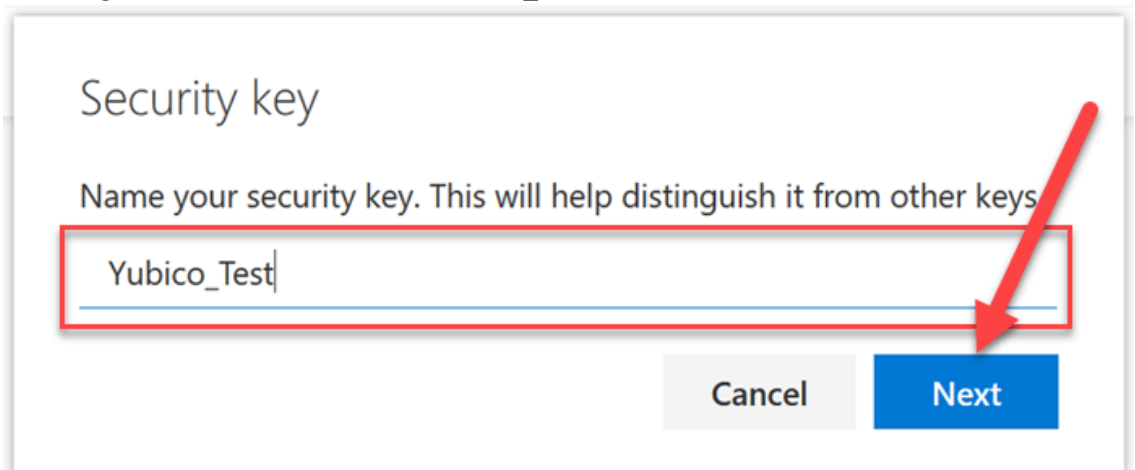 Security key
Name your security key. This will help distinguish it from other keys
Yubico_Test
Cancel
Next